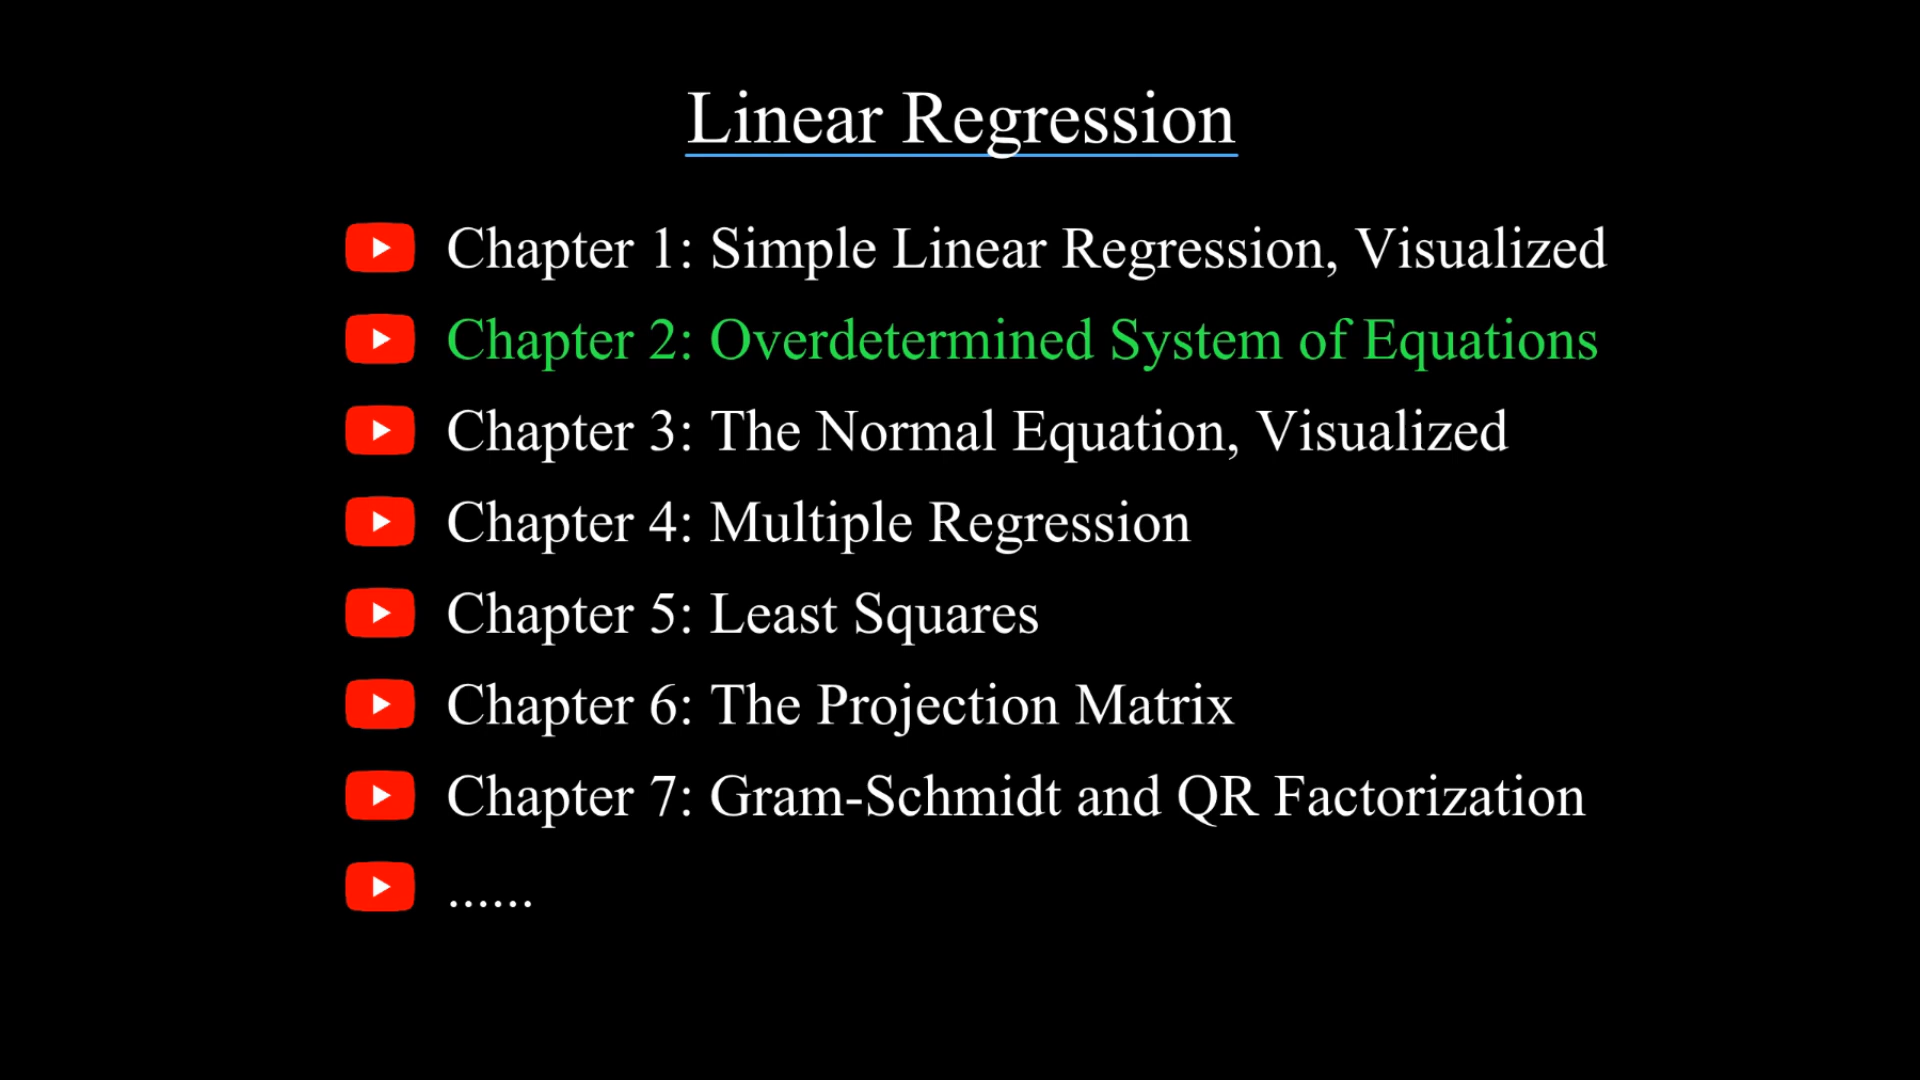 Linear Regression
Chapter 1: Simple Linear Regression, Visualized
Chapter 2: Overdetermined System of Equations
Chapter 3: The Normal Equation, Visualized
Chapter 4: Multiple Regression
Chapter 5: Least Squares
Chapter 6: The Projection Matrix
Chapter 7: Gram-Schmidt and QR Factorization
......